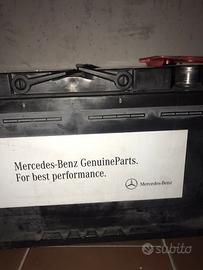 Mercedes-Benz GenuineParts.
For best performance.
Mercedes-Benz
subito